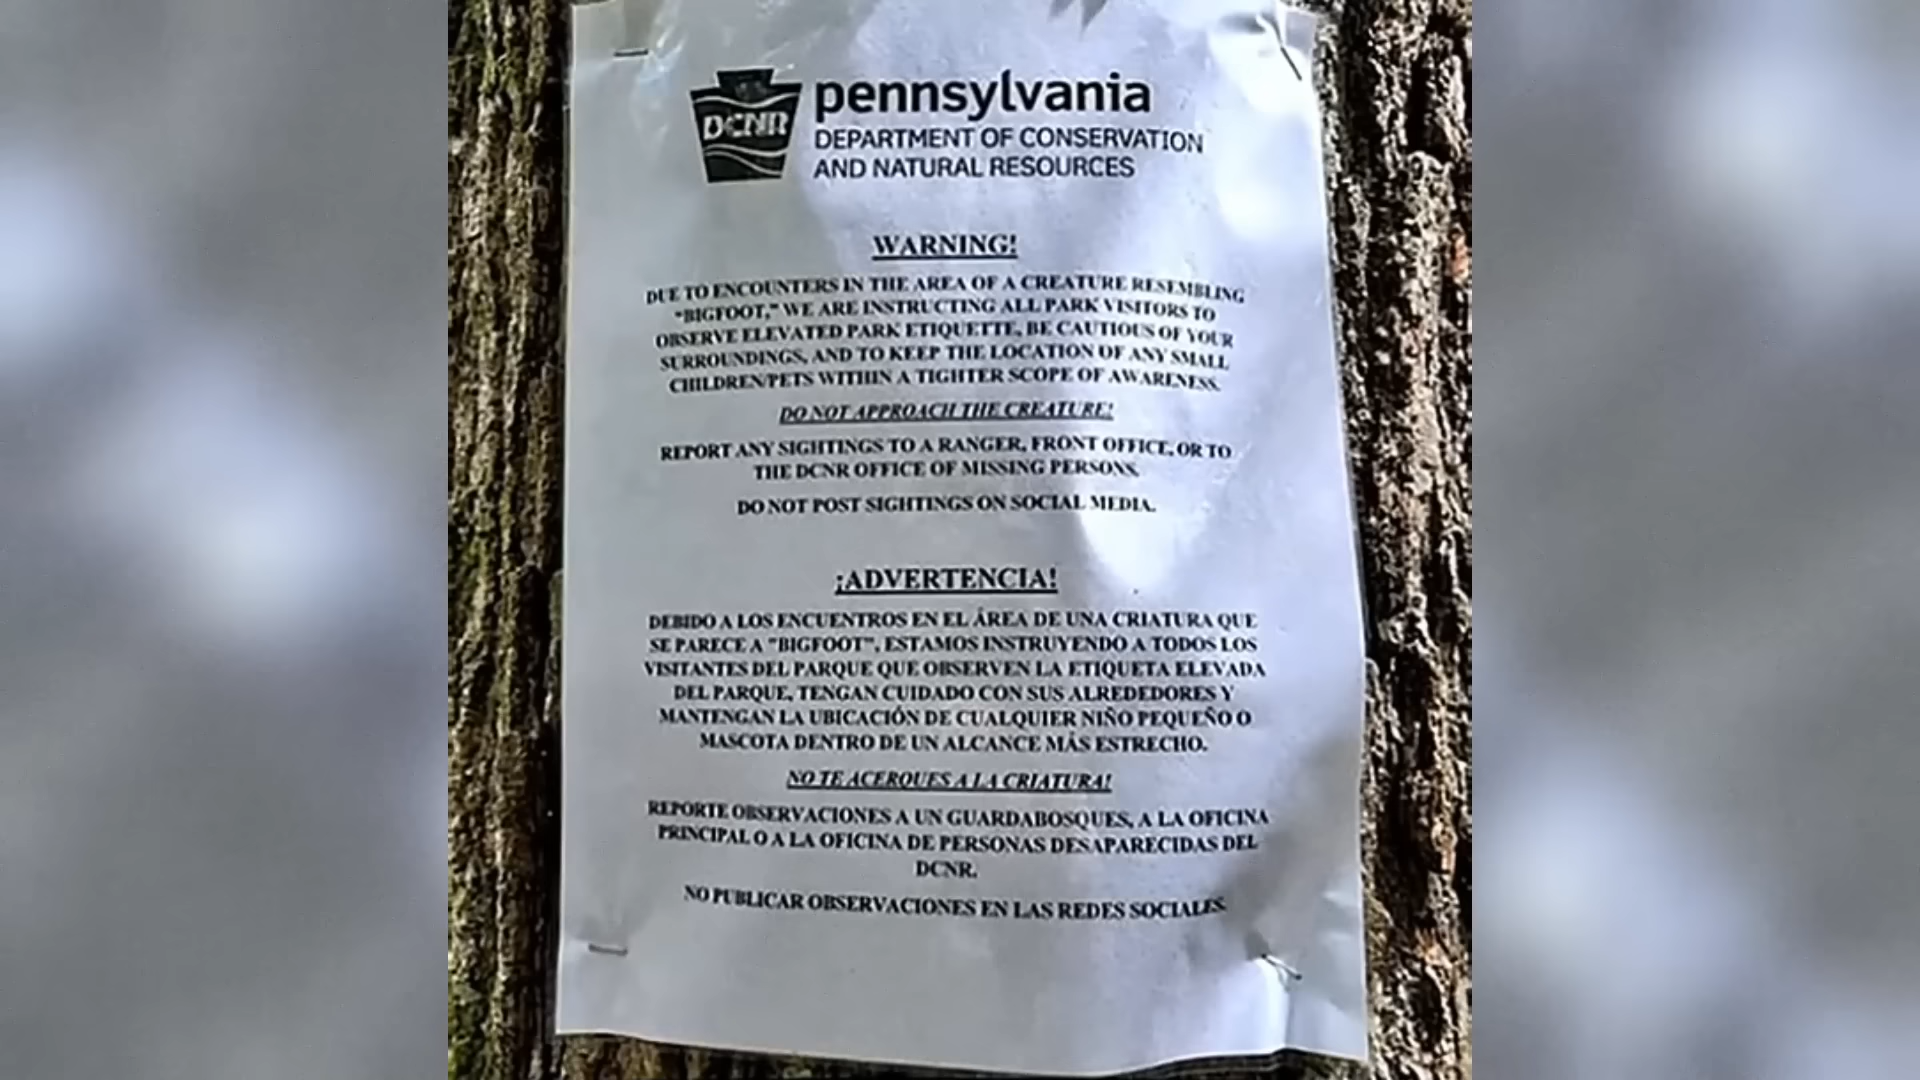 DCNR
pennsylvania
DEPARTMENT OF CONSERVATION
AND NATURAL RESOURCES
WARNING!
DUE TO ENCOUNTERS IN THE AREA OF A CREATURE RESEMBLING
"BIGFOOT," WE ARE INSTRUCTING ALL PARK VISITORS TO
OBSERVE ELEVATED PARK ETIQUETTE, BE CAUTIOUS OF YOUR
SURROUNDINGS, AND TO KEEP THE LOCATION OF ANY SMALL
CHILDREN/PETS WITHIN A TIGHTER SCOPE OF AWARENESS.
DO NOT APPROACH THE CREATURE!
REPORT ANY SIGHTINGS TO A RANGER, FRONT OFFICE, OR TO
THE DCNR OFFICE OF MISSING PERSONS.
DO NOT POST SIGHTINGS ON SOCIAL MEDIA.
¡ADVERTENCIA!
DEBIDO A LOS ENCUENTROS EN EL ÁREA DE UNA CRIATURA QUE
SE PARECE A "BIGFOOT", ESTAMOS INSTRUYENDO A TODOS LOS
VISITANTES DEL PARQUE QUE OBSERVEN LA ETIQUETA ELEVADA
DEL PARQUE, TENGAN CUIDADO CON SUS ALREDEDORES Y
MANTENGAN LA UBICACIÓN DE CUALQUIER NIÑO PEQUEÑO O
MASCOTA DENTRO DE UN ALCANCE MÁS ESTRECHO.
NO TE ACERQUES A LA CRIATURA!
REPORTE OBSERVACIONES A UN GUARDABOSQUES, A LA OFICINA
PRINCIPAL O A LA OFICINA DE PERSONAS DESAPARECIDAS DEL
DCNR.
NO PUBLICAR OBSERVACIONES EN LAS REDES SOCIALES.